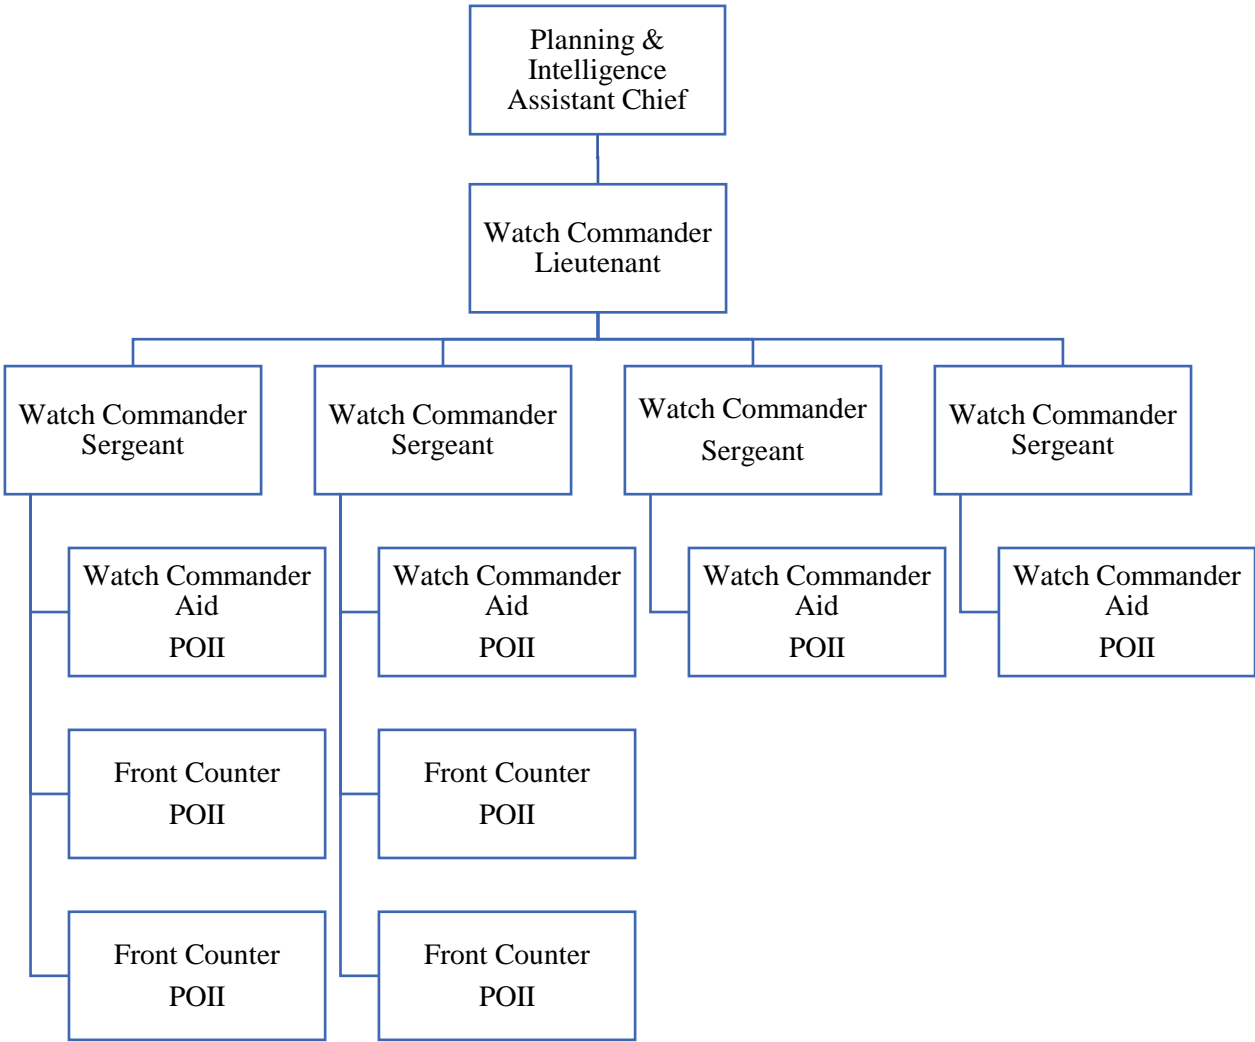 Planning &
Intelligence
Assistant Chief
Watch Commander
Lieutenant
Watch Commander
Sergeant
Watch Commander
Sergeant
Watch Commander
Sergeant
Watch Commander
Sergeant
Watch Commander
Aid
POII
Watch Commander
Aid
POII
Watch Commander
Aid
POII
Watch Commander
Aid
POII
Front Counter
POII
Front Counter
POII
Front Counter
POII
Front Counter
POII